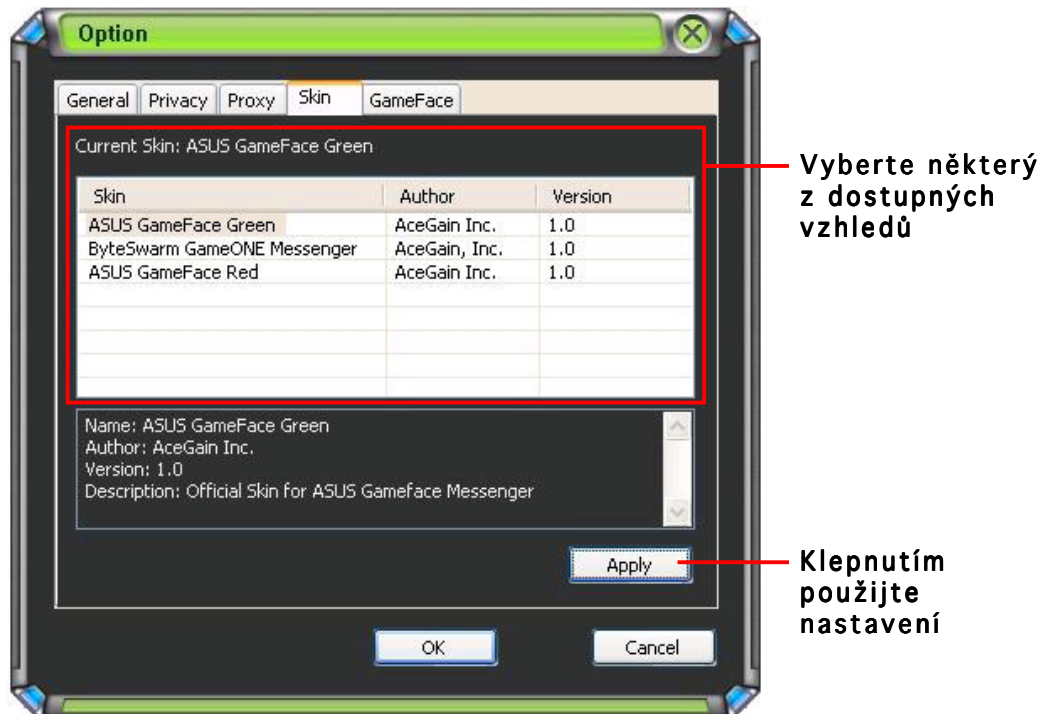 Option
General Privacy Proxy Skin GameFace
Current Skin: ASUS GameFace Green
Skin Author Version
ASUS GameFace Green AceGain Inc. 1.0
ByteSwarm GameONE Messenger AceGain, Inc. 1.0
ASUS GameFace Red AceGain Inc. 1.0
Name: ASUS GameFace Green
Author: AceGain Inc.
Version: 1.0
Description: Official Skin for ASUS Gameface Messenger
Apply
OK Cancel
Vyberte některý
z dostupných
vzhledů
Klepnutím
použijte
nastavení